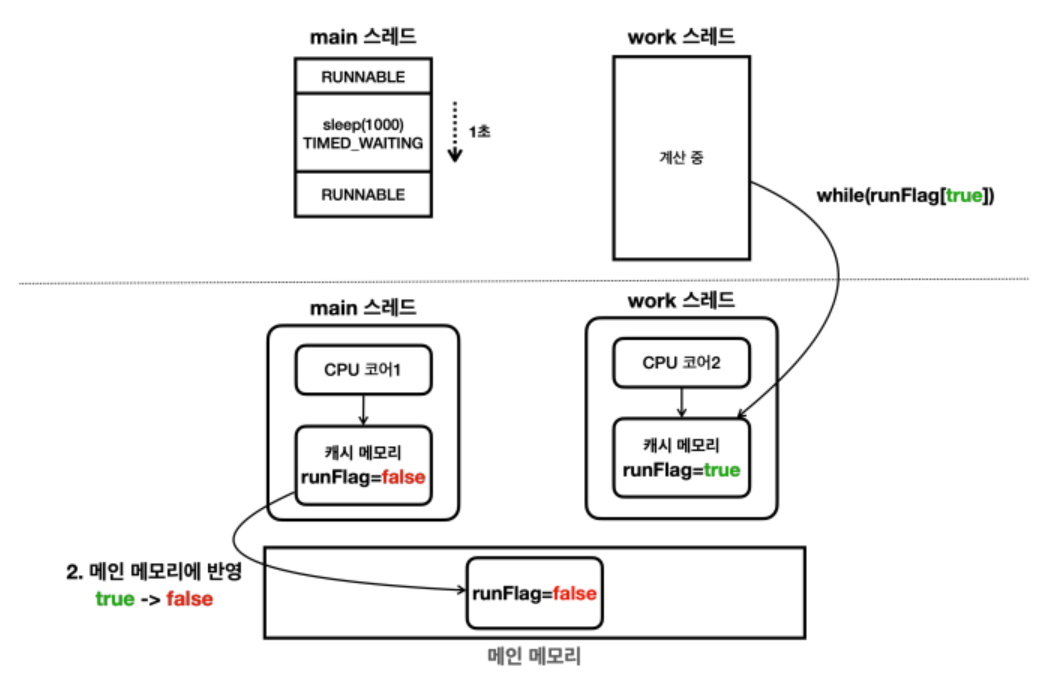 main 스레드
work 스레드
RUNNABLE
sleep(1000)
TIMED_WAITING
1초
RUNNABLE
계산 중
while(runFlag[true])
main 스레드
work 스레드
CPU 코어1
CPU 코어2
캐시 메모리
runFlag=false
캐시 메모리
runFlag=true
2. 메인 메모리에 반영
true -> false
runFlag=false
메인 메모리